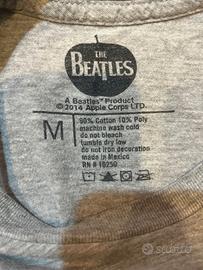 THE
BEATLES
A Beatles™ Product
©2014 Apple Corps LTD.
M
90% Cotton 10% Poly
machine wash cold
do not bleach
tumble dry low
do not iron decoration
made in Mexico
RN # 18250
subito